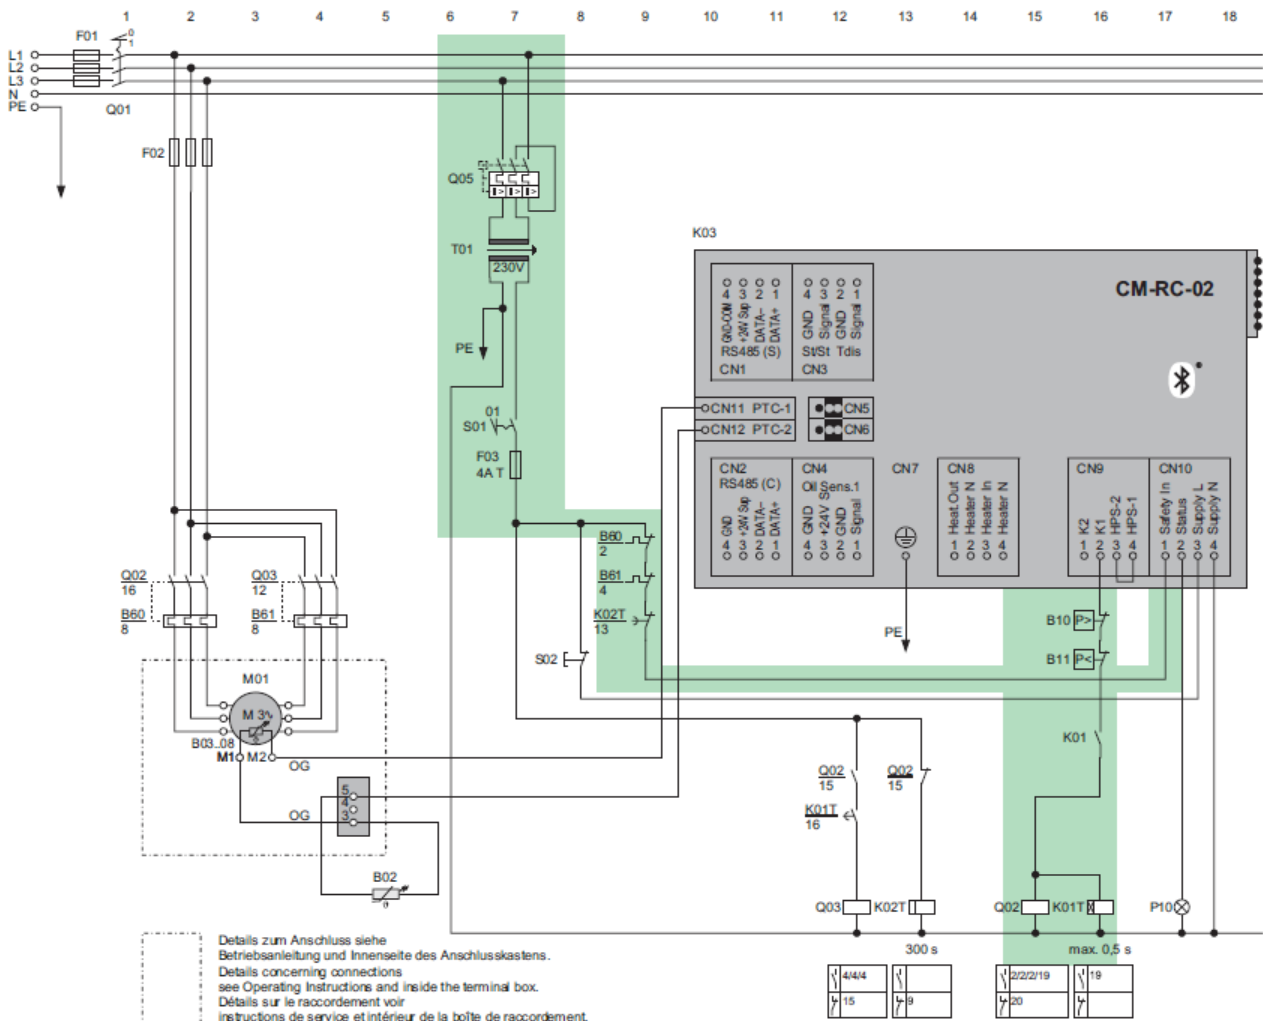 1 2 3 4 5 6 7 8 9 10 11 12 13 14 15 16 17 18
F01
0
1
L1
L2
L3
N
PE
Q01
F02
Q05
I> I> I>
T01
230V
PE
01
S01
F03
4A T
K03
CM-RC-02
4 3 2 1
GND-COM
+24V Sup
DATA-
DATA+
RS485 (S)
CN1
4 3 2 1
GND
Signal
GND
Signal
St/St Tdis
CN3
CN11 PTC-1
CN12 PTC-2
CN5
CN6
CN2
RS485 (C)
GND
+24V Sup
DATA-
DATA+
4 3 2 1
CN4
Oil Sens.1
GND
+24V S
GND
Signal
4 3 2 1
CN7
CN8
Heat.Out
Heater N
Heater In
Heater N
1 2 3 4
CN9
K2
K1
HPS-2
HPS-1
1 2 3 4
CN10
Safety In
Status
Supply L
Supply N
1 2 3 4
B60
2
B61
4
K02T
13
S02
PE
B10 P>
B11 P<
K01
Q02
16
Q03
12
B60
8
B61
8
M01
M 3~
B03..08
M1 M2
OG
OG
5
4
3
B02
ϑ
Q02
15
Q02
15
K01T
16
Q03
K02T
Q02
K01T
P10
300 s
max. 0,5 s
4/4/4
15
9
2/2/2/19
20
19
Details zum Anschluss siehe
Betriebsanleitung und Innenseite des Anschlusskastens.
Details concerning connections
see Operating Instructions and inside the terminal box.
Détails sur le raccordement voir
instructions de service et intérieur de la boîte de raccordement.